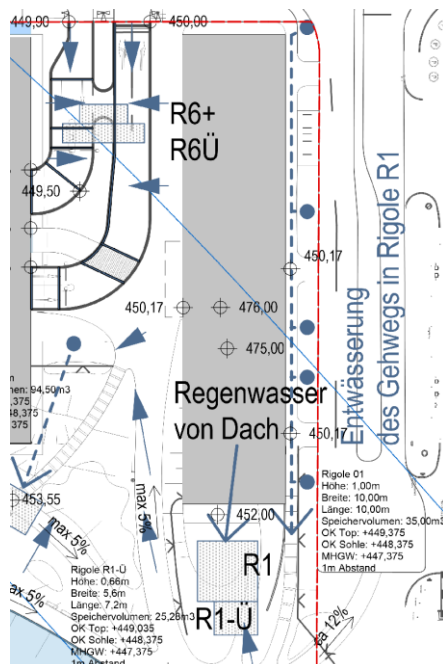 449,90
450,00
R6+
R6Ü
449,50
450,17
450,17
476,00
475,00
Entwässerung
des Gehwegs in Rigole R1
94,50m3
,375
48,375
,375
Regenwasser
von Dach
450,17
453,55
max 5%
max 5%
452,00
Rigole 01
Höhe: 1,00m
Breite: 10,00m
Länge: 10,00m
Speichervolumen: 35,00m3
OK Top: +449,375
OK Sohle: +448,375
MHGW: +447,375
1m Abstand
Rigole R1-Ü
Höhe: 0,66m
Breite: 5,6m
Länge: 7,2m
Speichervolumen: 25,28m3
OK Top: +449,035
OK Sohle: +448,375
MHGW: +447,375
1m Abstand
R1
R1-Ü
max 5%
ca 12%